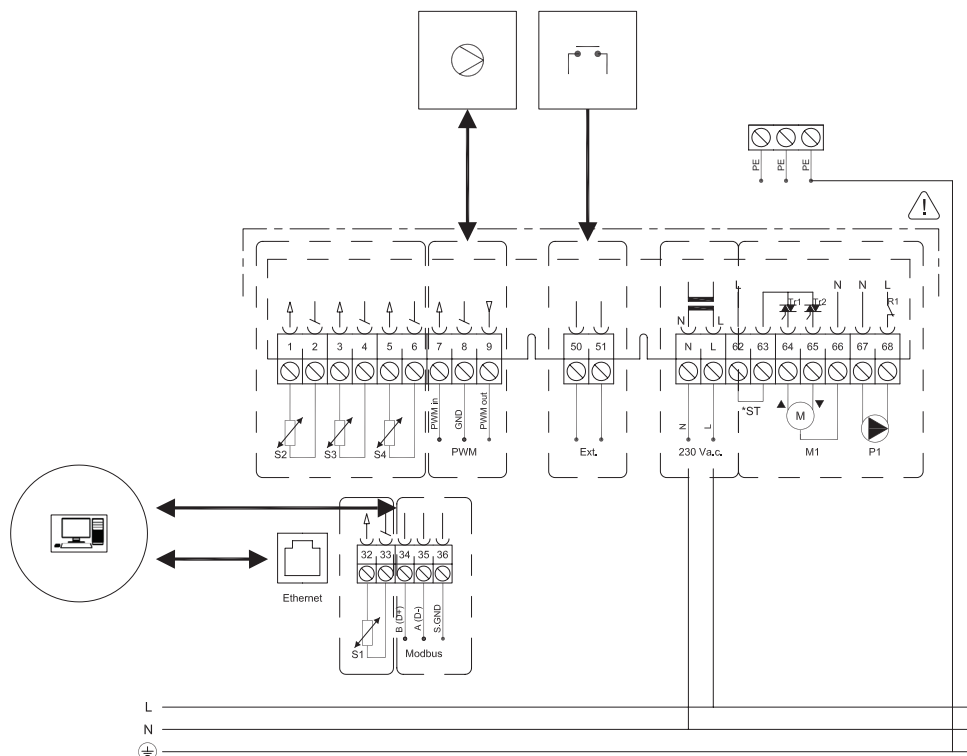 PE PE PE
N L L Tr1 Tr2 N N L R1
1 2 3 4 5 6 7 8 9 50 51 N L 62 63 64 65 66 67 68
PWM in GND PWM out N L *ST M
S2 S3 S4 PWM Ext. 230 Va.c. M1 P1
32 33 34 35 36
Ethernet
B (D+) A (D-) S.GND
S1 Modbus
L
N